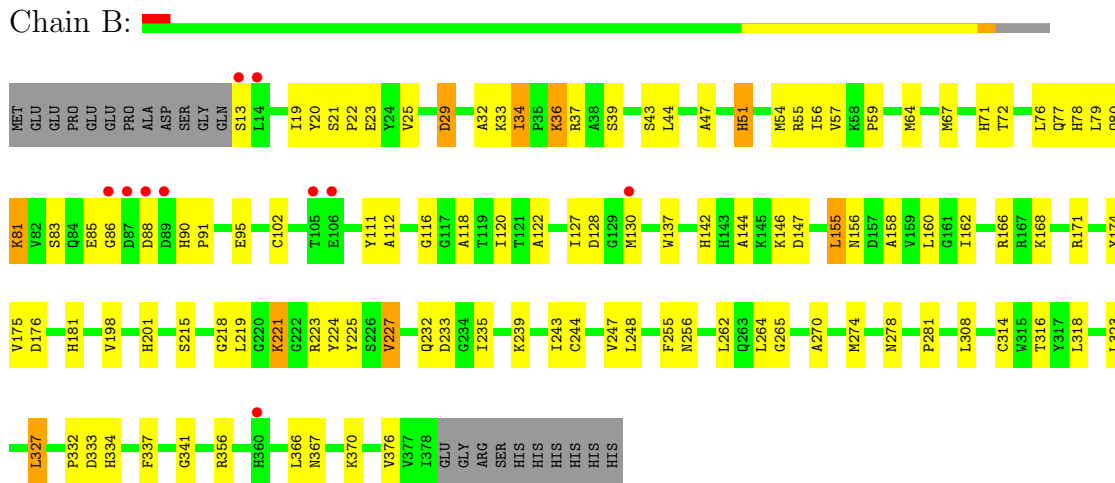 Chain B:
MET GLU GLU PRO GLU GLU PRO ALA ASP SER GLY GLN S13 L14 I19 Y20 S21 P22 E23 Y24 V25 D29 A32 K33 I34 P35 K36 R37 A38 S39 S43 L44 A47 H51 M54 R55 I56 V57 K58 P59 M64 M67 H71 T72 L76 Q77 H78 L79 Q80
K81 V82 S83 Q84 E85 G86 D87 D88 D89 H90 P91 E95 C102 T105 E106 Y111 A112 G116 G117 A118 T119 I120 T121 A122 I127 D128 G129 M130 W137 H142 H143 A144 K145 K146 D147 L155 N156 D157 A158 V159 L160 G161 I162 R166 R167 K168 R171 Y174
V175 D176 H181 V198 H201 S215 G218 L219 G220 K221 G222 R223 Y224 Y225 S226 V227 Q232 D233 G234 I235 K239 I243 C244 V247 L248 F255 N256 L262 Q263 L264 G265 A270 M274 N278 P281 L308 C314 W315 T316 Y317 L318 L323
L327 P332 D333 H334 F337 G341 R356 H360 L366 N367 K370 V376 V377 I378 GLU GLY ARG SER HIS HIS HIS HIS HIS HIS